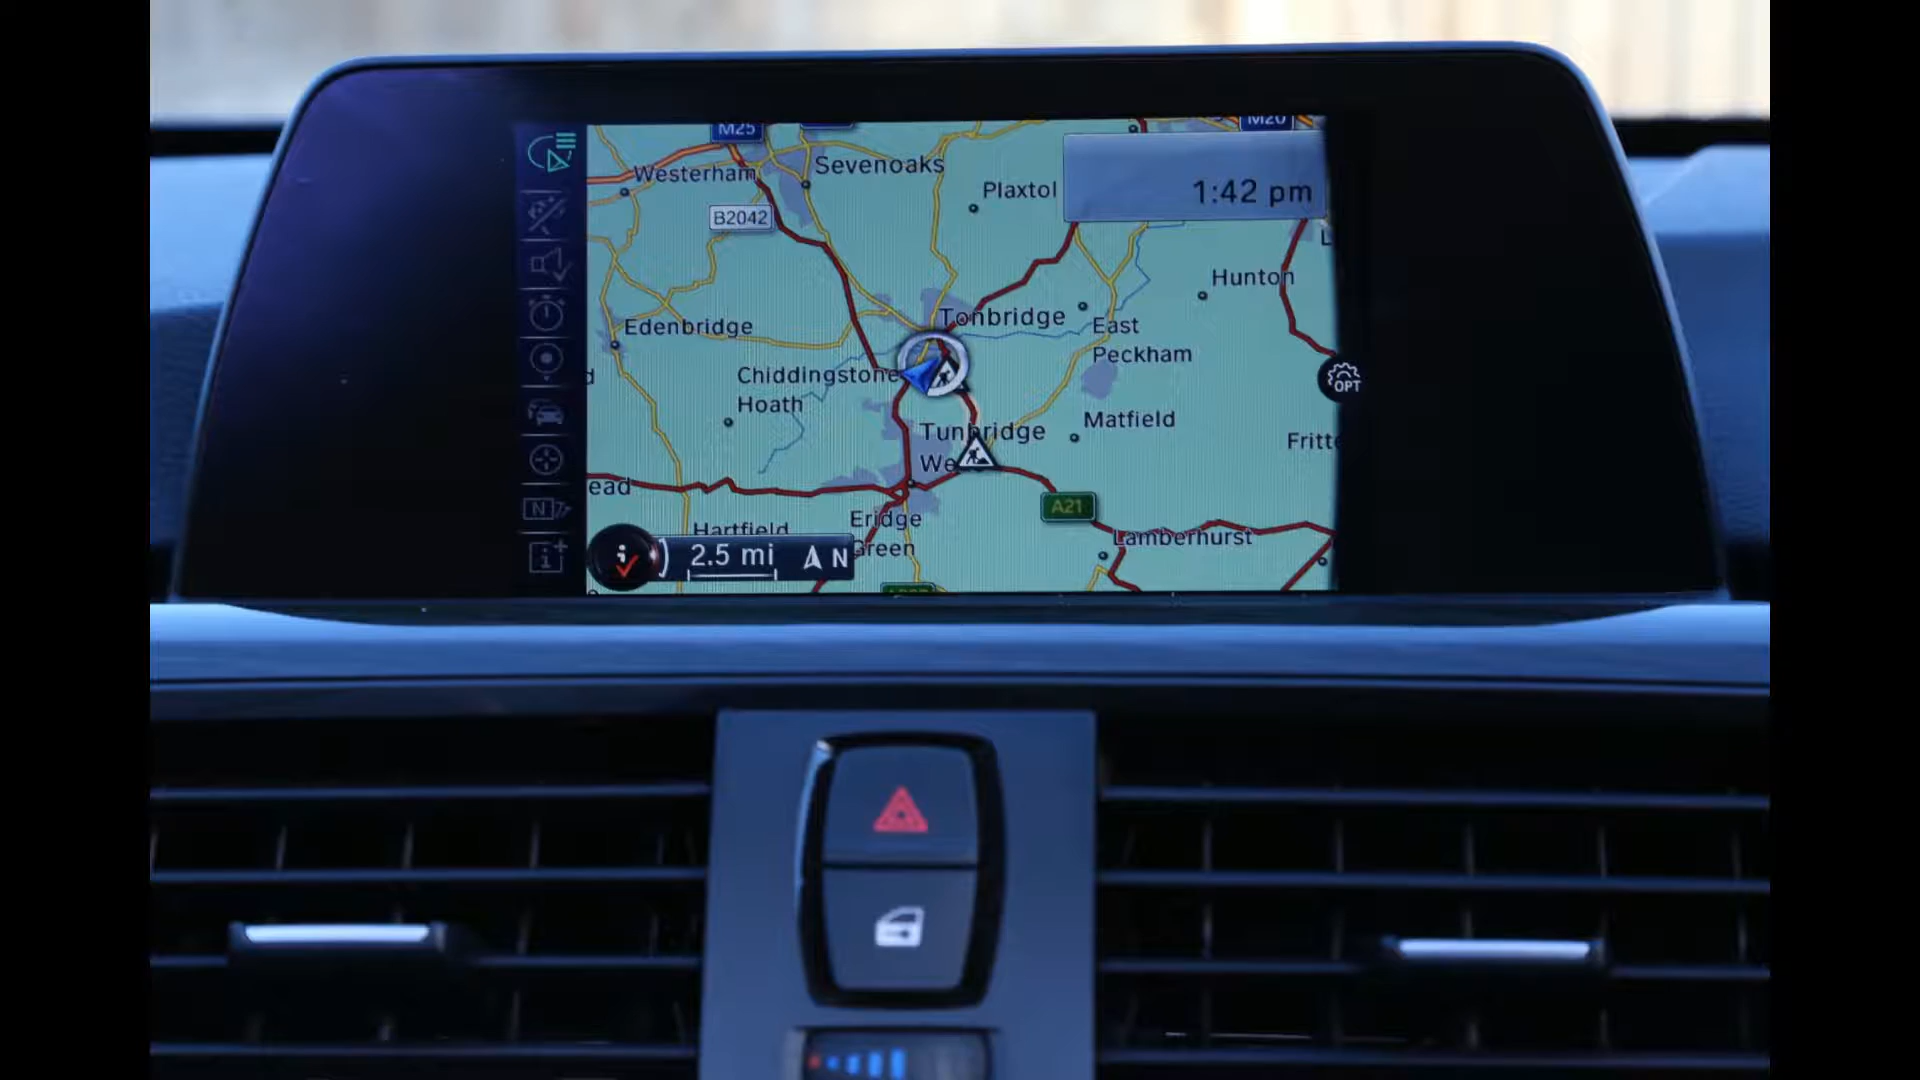 M25
M20
Sevenoaks
Westerham
Plaxtol
1:42 pm
B2042
L
Hunton
Tonbridge
Edenbridge
East
Peckham
Chiddingstone
Hoath
OPT
Matfield
Tunbridge
We
Fritte
ead
A21
Eridge
Green
Hartfield
Lamberhurst
2.5 mi
N
N